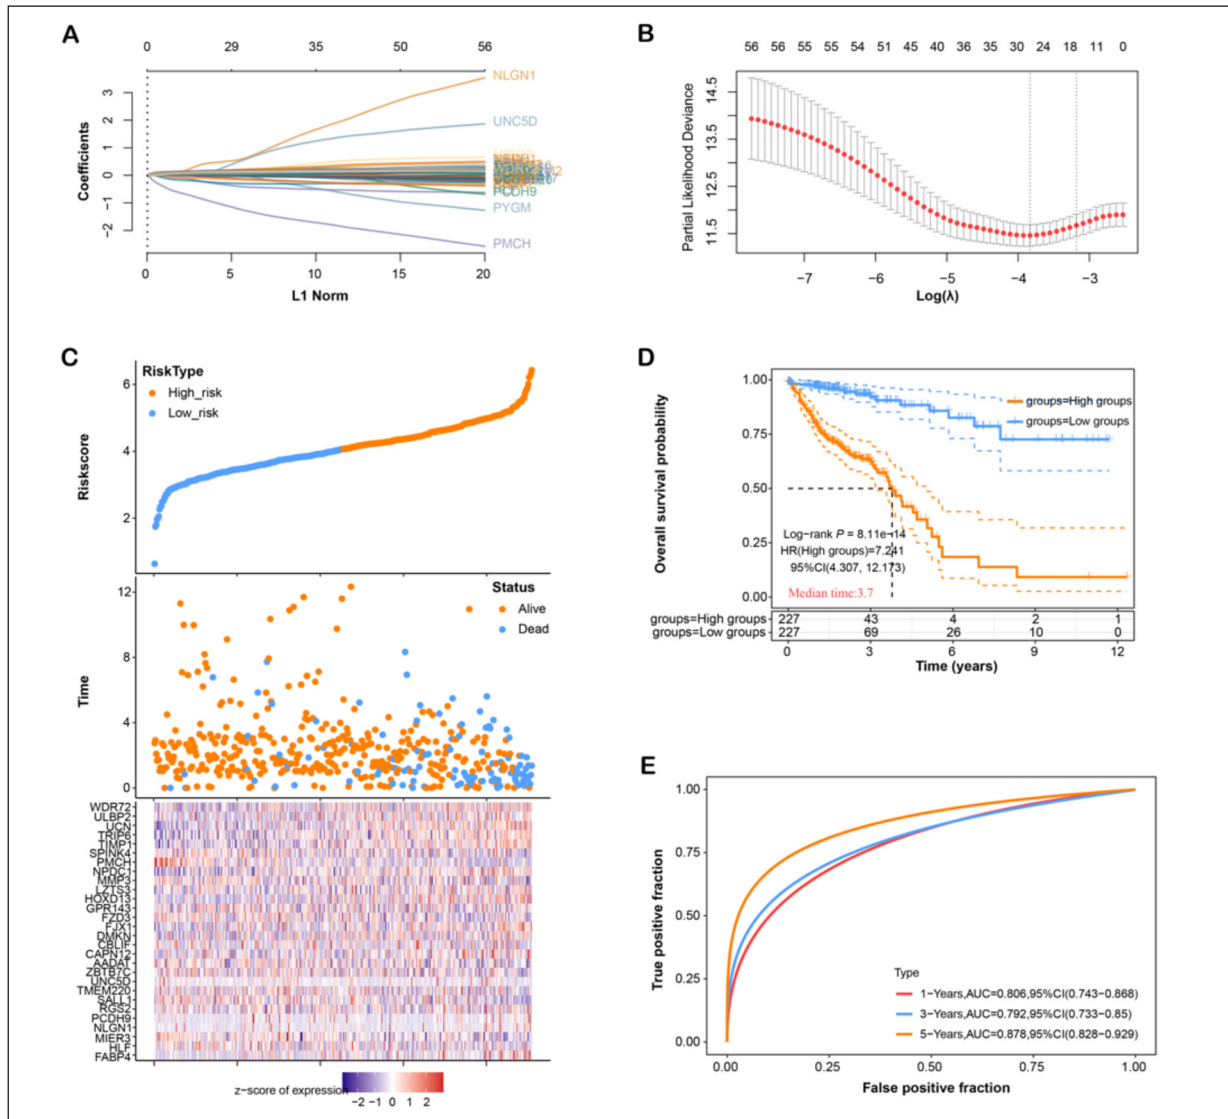 A
0 29 35 50 56
NLGN1
UNC5D
PCDH9
PYGM
PMCH
3
2
1
0
−1
−2
Coefficients
0 5 10 15 20
L1 Norm
B
56 56 55 55 54 51 45 40 36 35 30 24 18 11 0
14.5
13.5
12.5
11.5
Partial Likelihood Deviance
−7 −6 −5 −4 −3
Log(λ)
C
RiskType
High_risk
Low_risk
6
4
2
Riskscore
Status
Alive
Dead
12
8
4
0
Time
WDR72
ULBP2
UCN
TRIP6
TIMP1
SPINK4
PMCH
NPDC1
MMP3
LZTS3
HOXD13
GPR143
FZD3
FJX1
DMKN
CBLIF
CAPN12
AADAT
ZBTB7C
UNC5D
TMEM220
SALL1
RGS2
PCDH9
NLGN1
MIER3
HLF
FABP4
z−score of expression
−2 −1 0 1 2
D
1.00
0.75
0.50
0.25
0.00
Overall survival probability
groups=High groups
groups=Low groups
Log−rank P = 8.11e−14
HR(High groups)=7.241
95%CI(4.307, 12.173)
Median time:3.7
groups=High groups 227 43 4 2 1
groups=Low groups 227 69 26 10 0
0 3 6 9 12
Time (years)
E
1.00
0.75
0.50
0.25
0.00
True positive fraction
Type
1−Years,AUC=0.806,95%CI(0.743−0.868)
3−Years,AUC=0.792,95%CI(0.733−0.85)
5−Years,AUC=0.878,95%CI(0.828−0.929)
0.00 0.25 0.50 0.75 1.00
False positive fraction